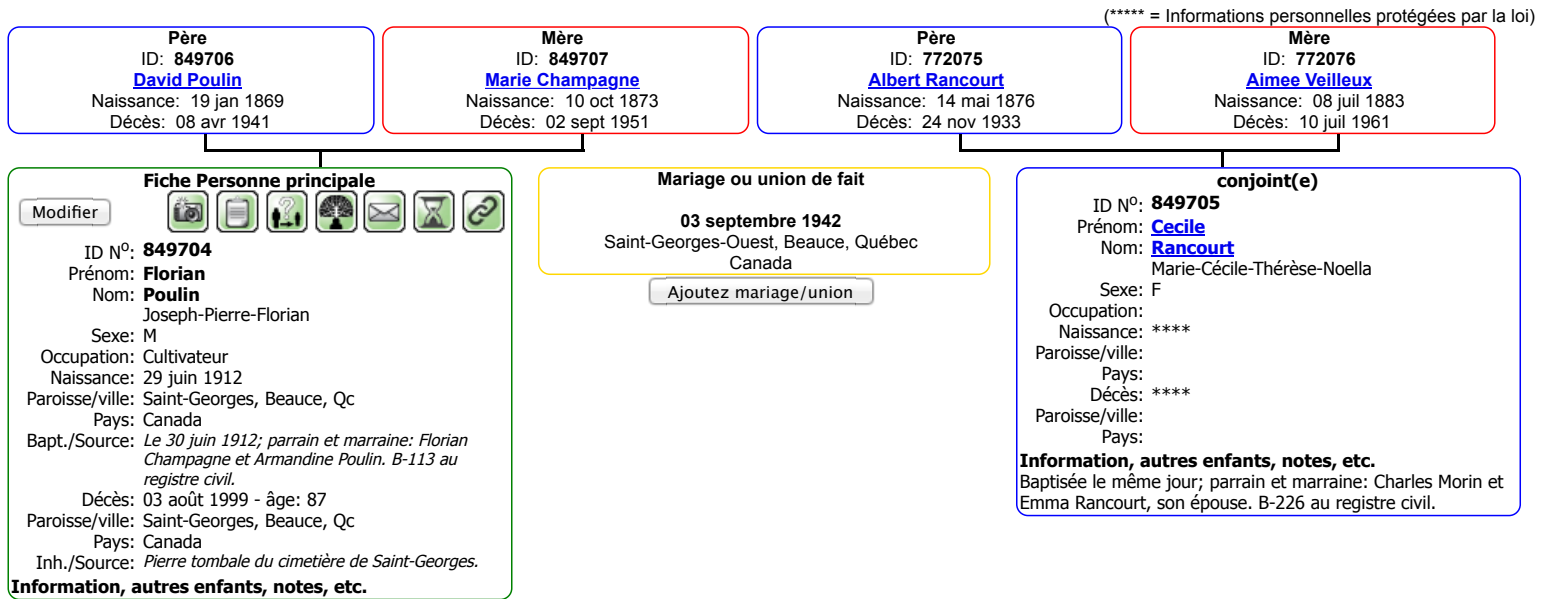 (***** = Informations personnelles protégées par la loi)
Père
ID: 849706
David Poulin
Naissance: 19 jan 1869
Décès: 08 avr 1941
Mère
ID: 849707
Marie Champagne
Naissance: 10 oct 1873
Décès: 02 sept 1951
Père
ID: 772075
Albert Rancourt
Naissance: 14 mai 1876
Décès: 24 nov 1933
Mère
ID: 772076
Aimee Veilleux
Naissance: 08 juil 1883
Décès: 10 juil 1961
Fiche Personne principale
Modifier
ID Nº: 849704
Prénom: Florian
Nom: Poulin
Joseph-Pierre-Florian
Sexe: M
Occupation: Cultivateur
Naissance: 29 juin 1912
Paroisse/ville: Saint-Georges, Beauce, Qc
Pays: Canada
Bapt./Source: Le 30 juin 1912; parrain et marraine: Florian
Champagne et Armandine Poulin. B-113 au
registre civil.
Décès: 03 août 1999 - âge: 87
Paroisse/ville: Saint-Georges, Beauce, Qc
Pays: Canada
Inh./Source: Pierre tombale du cimetière de Saint-Georges.
Information, autres enfants, notes, etc.
Mariage ou union de fait
03 septembre 1942
Saint-Georges-Ouest, Beauce, Québec
Canada
Ajoutez mariage/union
conjoint(e)
ID Nº: 849705
Prénom: Cecile
Nom: Rancourt
Marie-Cécile-Thérèse-Noella
Sexe: F
Occupation:
Naissance: ****
Paroisse/ville:
Pays:
Décès: ****
Paroisse/ville:
Pays:
Information, autres enfants, notes, etc.
Baptisée le même jour; parrain et marraine: Charles Morin et
Emma Rancourt, son épouse. B-226 au registre civil.